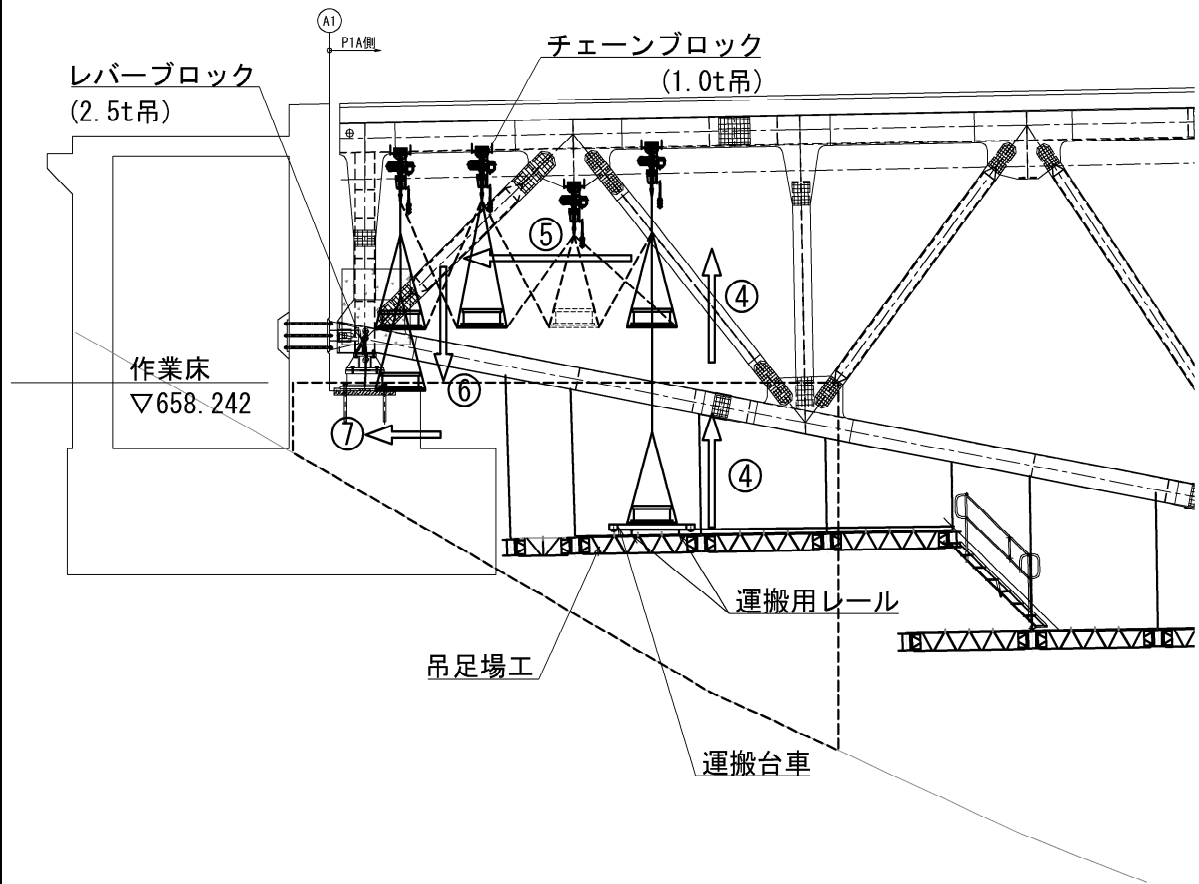 A1
P1A側
チェーンブロック
(1.0t吊)
レバーブロック
(2.5t吊)
⑤
④
作業床
▽658.242
⑥
⑦
④
運搬用レール
吊足場工
運搬台車